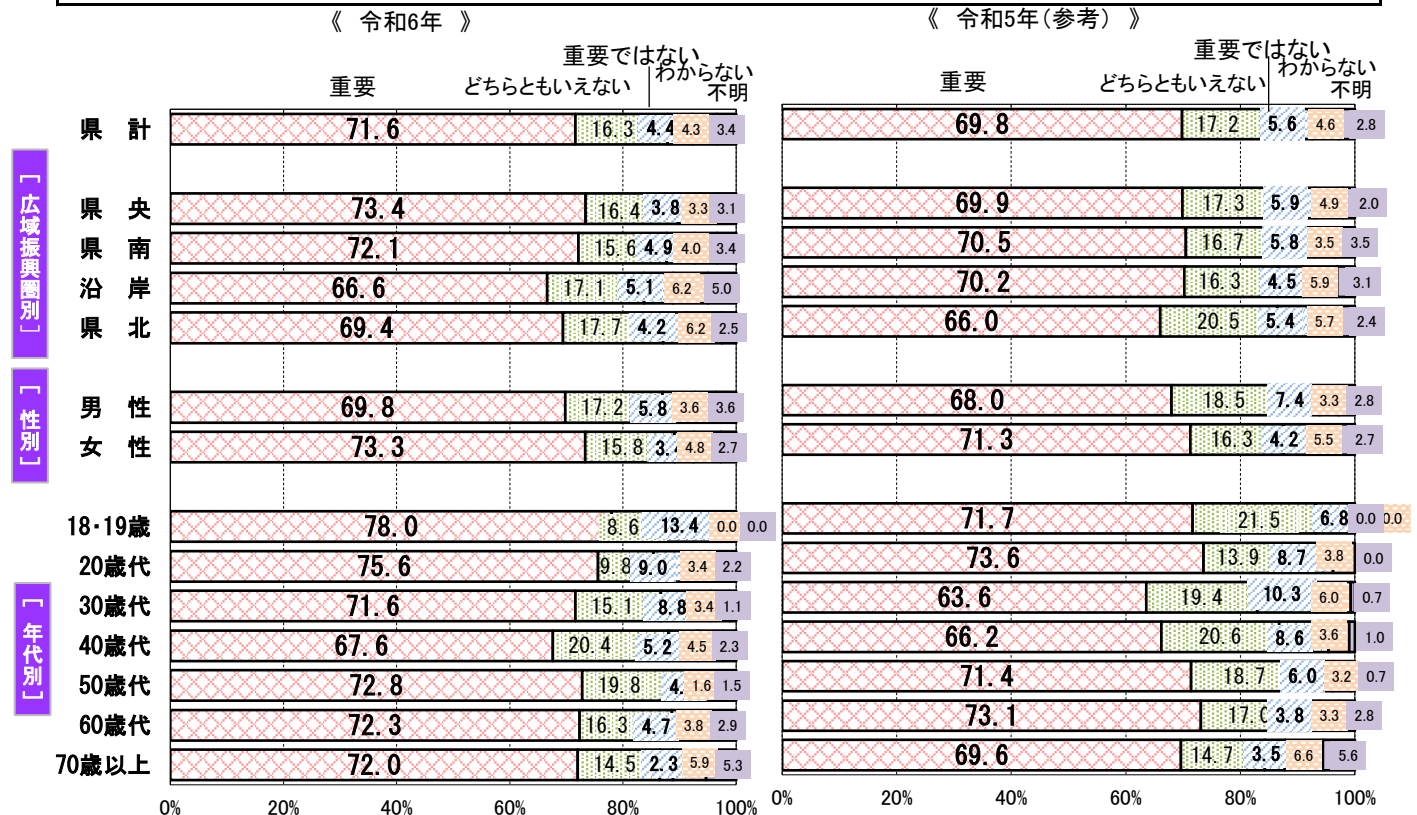 《 令和6年 》
《 令和5年(参考) 》
重要
どちらともいえない
重要ではない
わからない
不明
重要
どちらともいえない
重要ではない
わからない
不明
県 計 71.6 16.3 4.4 4.3 3.4 69.8 17.2 5.6 4.6 2.8
[広域振興圏別]
県 央 73.4 16.4 3.8 3.3 3.1 69.9 17.3 5.9 4.9 2.0
県 南 72.1 15.6 4.9 4.0 3.4 70.5 16.7 5.8 3.5 3.5
沿 岸 66.6 17.1 5.1 6.2 5.0 70.2 16.3 4.5 5.9 3.1
県 北 69.4 17.7 4.2 6.2 2.5 66.0 20.5 5.4 5.7 2.4
[性別]
男 性 69.8 17.2 5.8 3.6 3.6 68.0 18.5 7.4 3.3 2.8
女 性 73.3 15.8 3. 4.8 2.7 71.3 16.3 4.2 5.5 2.7
[年代別]
18・19歳 78.0 8.6 13.4 0.0 0.0 71.7 21.5 6.8 0.0 0.0
20歳代 75.6 9.8 9.0 3.4 2.2 73.6 13.9 8.7 3.8 0.0
30歳代 71.6 15.1 8.8 3.4 1.1 63.6 19.4 10.3 6.0 0.7
40歳代 67.6 20.4 5.2 4.5 2.3 66.2 20.6 8.6 3.6 1.0
50歳代 72.8 19.8 4. 1.6 1.5 71.4 18.7 6.0 3.2 0.7
60歳代 72.3 16.3 4.7 3.8 2.9 73.1 17.0 3.8 3.3 2.8
70歳以上 72.0 14.5 2.3 5.9 5.3 69.6 14.7 3.5 6.6 5.6
0% 20% 40% 60% 80% 100%
0% 20% 40% 60% 80% 100%